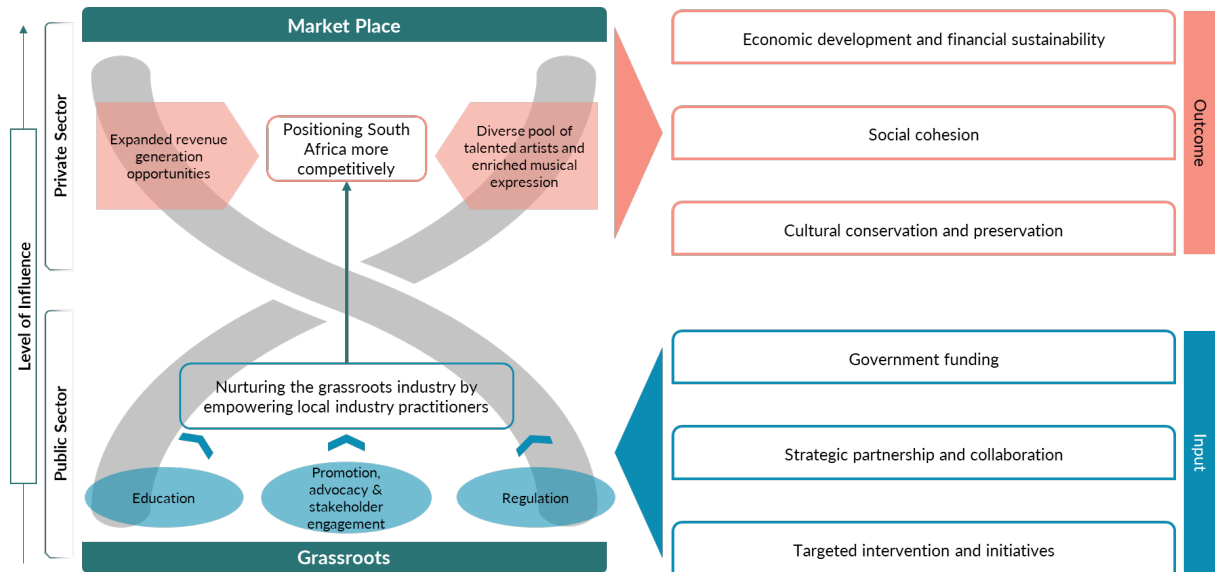 Market Place
Level of Influence
Private Sector
Expanded revenue
generation
opportunities
Positioning South
Africa more
competitively
Diverse pool of
talented artists and
enriched musical
expression
Economic development and financial sustainability
Social cohesion
Cultural conservation and preservation
Outcome
Public Sector
Nurturing the grassroots industry by
empowering local industry practitioners
Education
Promotion,
advocacy &
stakeholder
engagement
Regulation
Grassroots
Government funding
Strategic partnership and collaboration
Targeted intervention and initiatives
Input